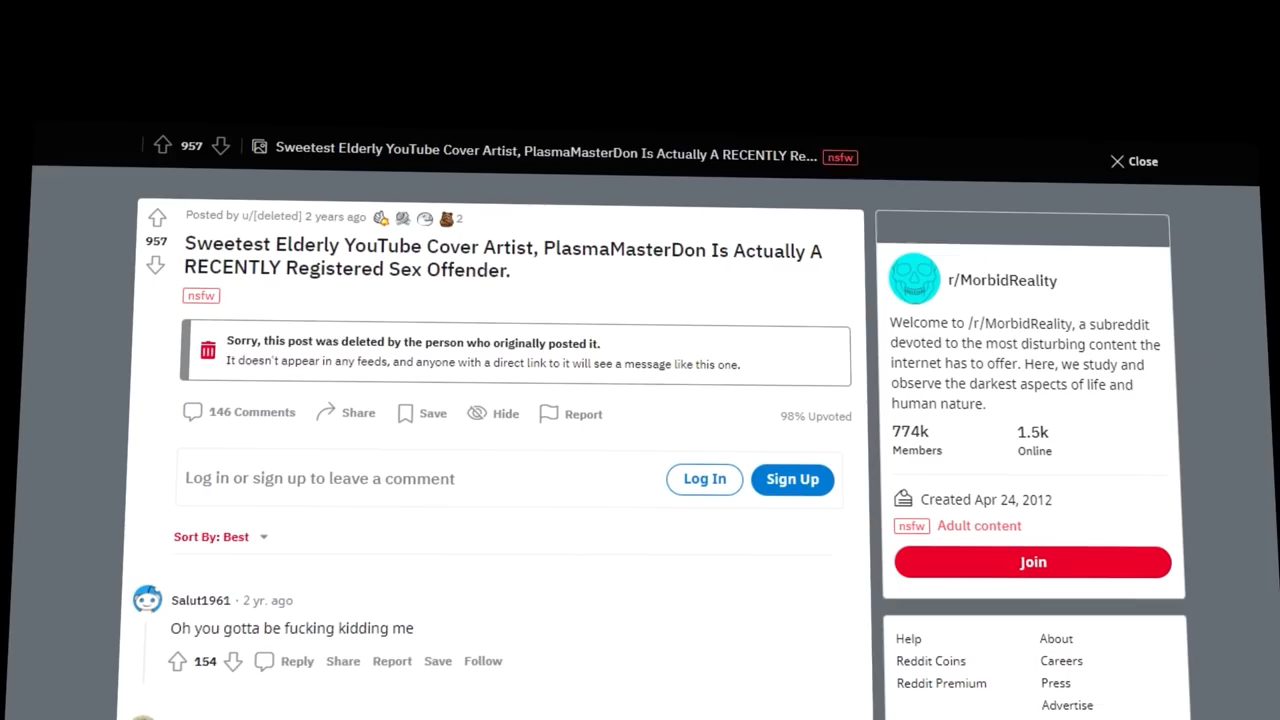 957 Sweetest Elderly YouTube Cover Artist, PlasmaMasterDon Is Actually A RECENTLY Re... nsfw Close
Posted by u/[deleted] 2 years ago 2
957
Sweetest Elderly YouTube Cover Artist, PlasmaMasterDon Is Actually A
RECENTLY Registered Sex Offender.
nsfw
Sorry, this post was deleted by the person who originally posted it.
It doesn't appear in any feeds, and anyone with a direct link to it will see a message like this one.
146 Comments Share Save Hide Report 98% Upvoted
Log in or sign up to leave a comment Log In Sign Up
Sort By: Best
Salut1961 · 2 yr. ago
Oh you gotta be fucking kidding me
154 Reply Share Report Save Follow
r/MorbidReality
Welcome to /r/MorbidReality, a subreddit
devoted to the most disturbing content the
internet has to offer. Here, we study and
observe the darkest aspects of life and
human nature.
774k 1.5k
Members Online
Created Apr 24, 2012
nsfw Adult content
Join
Help About
Reddit Coins Careers
Reddit Premium Press
Advertise